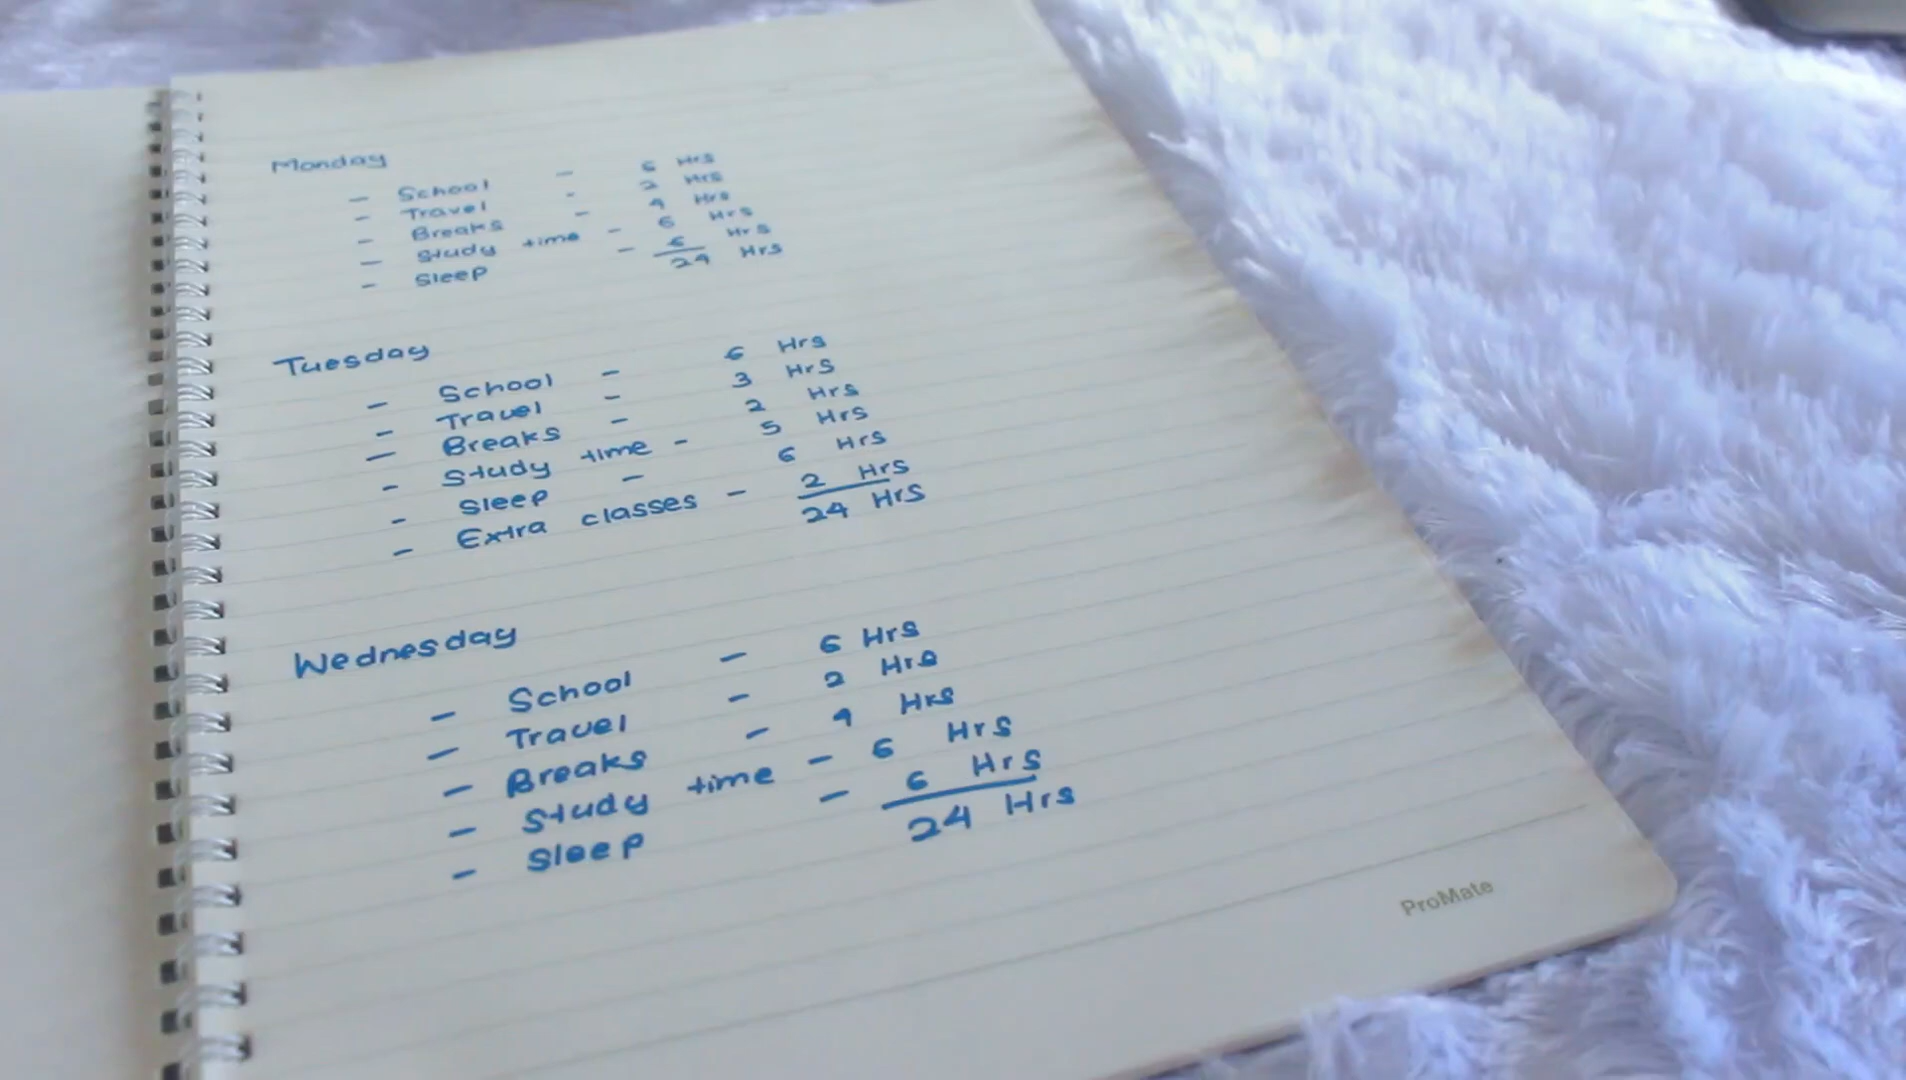 Monday
- School - 6 Hrs
- Travel - 2 Hrs
- Breaks - 4 Hrs
- Study time - 6 Hrs
- Sleep - 6 Hrs
24 Hrs
Tuesday
- School - 6 Hrs
- Travel - 3 Hrs
- Breaks - 2 Hrs
- Study time - 5 Hrs
- Sleep - 6 Hrs
- Extra classes - 2 Hrs
24 Hrs
Wednesday
- School - 6 Hrs
- Travel - 2 Hrs
- Breaks - 4 Hrs
- Study time - 6 Hrs
- Sleep - 6 Hrs
24 Hrs
ProMate